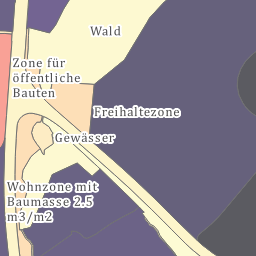 Wald
Zone für
öffentliche
Bauten
Freihaltezone
Gewässer
Wohnzone mit
Baumasse 2.5
m3/m2